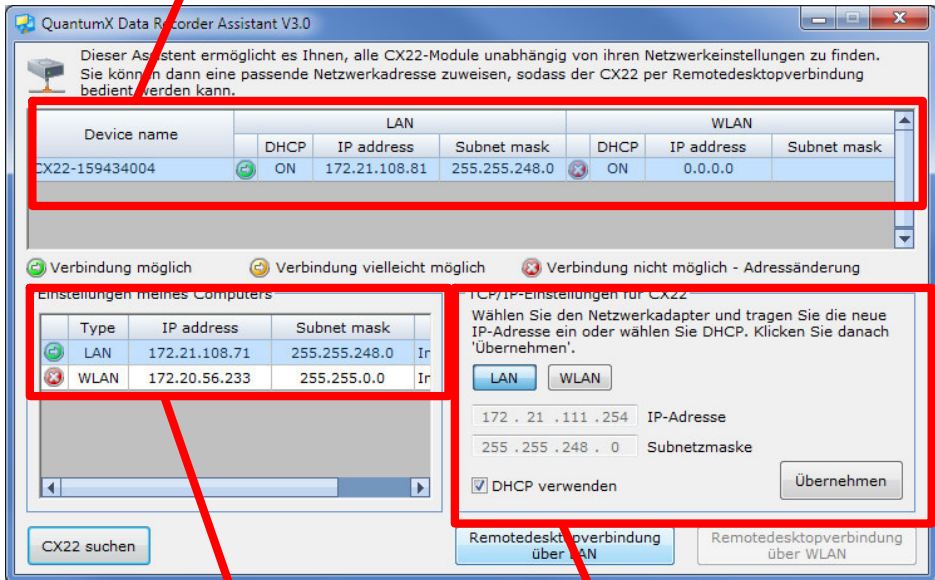 QuantumX Data Recorder Assistant V3.0
Dieser Assistent ermöglicht es Ihnen, alle CX22-Module unabhängig von ihren Netzwerkeinstellungen zu finden.
Sie können dann eine passende Netzwerkadresse zuweisen, sodass der CX22 per Remotedesktopverbindung
bedient werden kann.
Device name LAN WLAN
DHCP IP address Subnet mask DHCP IP address Subnet mask
CX22-159434004 ON 172.21.108.81 255.255.248.0 ON 0.0.0.0
Verbindung möglich Verbindung vielleicht möglich Verbindung nicht möglich - Adressänderung
Einstellungen meines Computers
Type IP address Subnet mask
LAN 172.21.108.71 255.255.248.0 Ir
WLAN 172.20.56.233 255.255.0.0 Ir
TCP/IP-Einstellungen für CX22
Wählen Sie den Netzwerkadapter und tragen Sie die neue
IP-Adresse ein oder wählen Sie DHCP. Klicken Sie danach
'Übernehmen'.
LAN WLAN
172 . 21 .111 .254 IP-Adresse
255 .255 .248 . 0 Subnetzmaske
DHCP verwenden
Übernehmen
CX22 suchen
Remotedesktopverbindung
über LAN
Remotedesktopverbindung
über WLAN